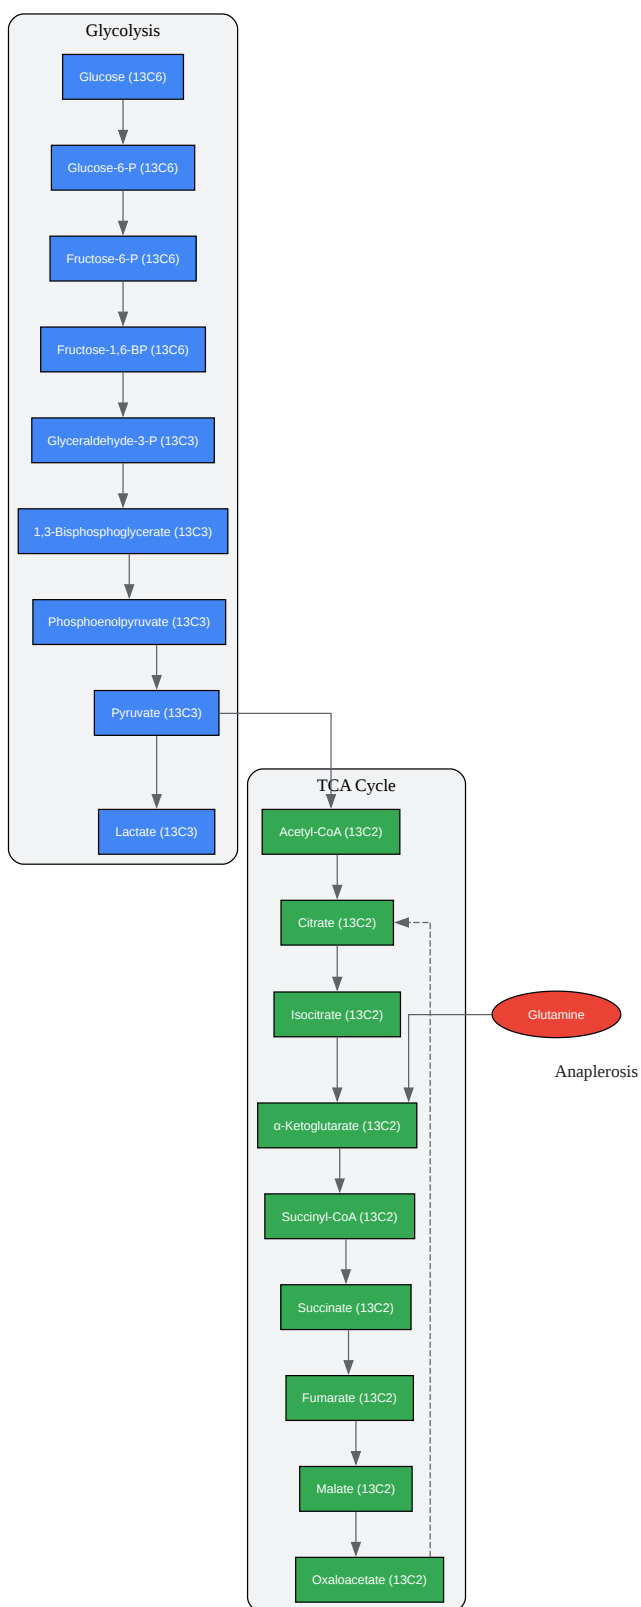 Glycolysis
Glucose (13C6)
Glucose-6-P (13C6)
Fructose-6-P (13C6)
Fructose-1,6-BP (13C6)
Glyceraldehyde-3-P (13C3)
1,3-Bisphosphoglycerate (13C3)
Phosphoenolpyruvate (13C3)
Pyruvate (13C3)
Lactate (13C3)
TCA Cycle
Acetyl-CoA (13C2)
Citrate (13C2)
Isocitrate (13C2)
Glutamine
Anaplerosis
α-Ketoglutarate (13C2)
Succinyl-CoA (13C2)
Succinate (13C2)
Fumarate (13C2)
Malate (13C2)
Oxaloacetate (13C2)